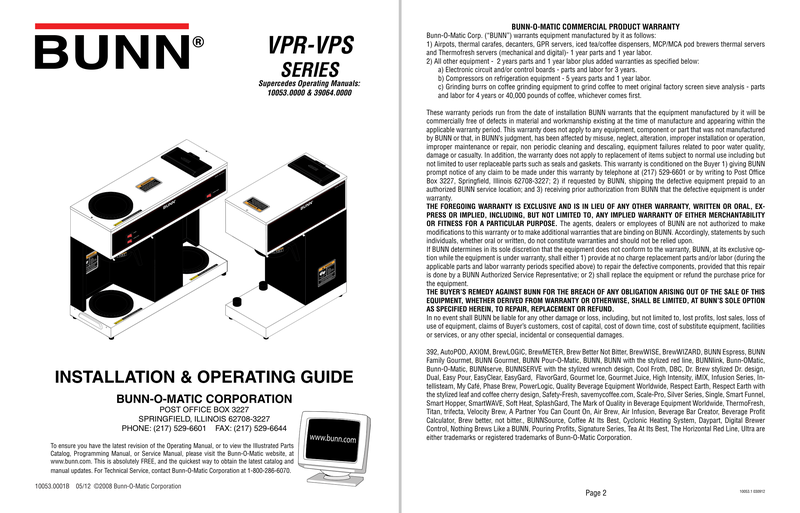 BUNN®
VPR-VPS
SERIES
Supercedes Operating Manuals:
10053.0000 & 39064.0000
BUNN
BUNN
INSTALLATION & OPERATING GUIDE
BUNN-O-MATIC CORPORATION
POST OFFICE BOX 3227
SPRINGFIELD, ILLINOIS 62708-3227
PHONE: (217) 529-6601 FAX: (217) 529-6644
www.bunn.com
To ensure you have the latest revision of the Operating Manual, or to view the Illustrated Parts
Catalog, Programming Manual, or Service Manual, please visit the Bunn-O-Matic website, at
www.bunn.com. This is absolutely FREE, and the quickest way to obtain the latest catalog and
manual updates. For Technical Service, contact Bunn-O-Matic Corporation at 1-800-286-6070.
10053.0001B 05/12 ©2008 Bunn-O-Matic Corporation
BUNN-O-MATIC COMMERCIAL PRODUCT WARRANTY
Bunn-O-Matic Corp. (“BUNN”) warrants equipment manufactured by it as follows:
1) Airpots, thermal carafes, decanters, GPR servers, iced tea/coffee dispensers, MCP/MCA pod brewers thermal servers
and Thermofresh servers (mechanical and digital)- 1 year parts and 1 year labor.
2) All other equipment - 2 years parts and 1 year labor plus added warranties as specified below:
a) Electronic circuit and/or control boards - parts and labor for 3 years.
b) Compressors on refrigeration equipment - 5 years parts and 1 year labor.
c) Grinding burrs on coffee grinding equipment to grind coffee to meet original factory screen sieve analysis - parts
and labor for 4 years or 40,000 pounds of coffee, whichever comes first.
These warranty periods run from the date of installation BUNN warrants that the equipment manufactured by it will be
commercially free of defects in material and workmanship existing at the time of manufacture and appearing within the
applicable warranty period. This warranty does not apply to any equipment, component or part that was not manufactured
by BUNN or that, in BUNN’s judgment, has been affected by misuse, neglect, alteration, improper installation or operation,
improper maintenance or repair, non periodic cleaning and descaling, equipment failures related to poor water quality,
damage or casualty. In addition, the warranty does not apply to replacement of items subject to normal use including but
not limited to user replaceable parts such as seals and gaskets. This warranty is conditioned on the Buyer 1) giving BUNN
prompt notice of any claim to be made under this warranty by telephone at (217) 529-6601 or by writing to Post Office
Box 3227, Springfield, Illinois 62708-3227; 2) if requested by BUNN, shipping the defective equipment prepaid to an
authorized BUNN service location; and 3) receiving prior authorization from BUNN that the defective equipment is under
warranty.
THE FOREGOING WARRANTY IS EXCLUSIVE AND IS IN LIEU OF ANY OTHER WARRANTY, WRITTEN OR ORAL, EX-
PRESS OR IMPLIED, INCLUDING, BUT NOT LIMITED TO, ANY IMPLIED WARRANTY OF EITHER MERCHANTABILITY
OR FITNESS FOR A PARTICULAR PURPOSE. The agents, dealers or employees of BUNN are not authorized to make
modifications to this warranty or to make additional warranties that are binding on BUNN. Accordingly, statements by such
individuals, whether oral or written, do not constitute warranties and should not be relied upon.
If BUNN determines in its sole discretion that the equipment does not conform to the warranty, BUNN, at its exclusive op-
tion while the equipment is under warranty, shall either 1) provide at no charge replacement parts and/or labor (during the
applicable parts and labor warranty periods specified above) to repair the defective components, provided that this repair
is done by a BUNN Authorized Service Representative; or 2) shall replace the equipment or refund the purchase price for
the equipment.
THE BUYER’S REMEDY AGAINST BUNN FOR THE BREACH OF ANY OBLIGATION ARISING OUT OF THE SALE OF THIS
EQUIPMENT, WHETHER DERIVED FROM WARRANTY OR OTHERWISE, SHALL BE LIMITED, AT BUNN’S SOLE OPTION
AS SPECIFIED HEREIN, TO REPAIR, REPLACEMENT OR REFUND.
In no event shall BUNN be liable for any other damage or loss, including, but not limited to, lost profits, lost sales, loss of
use of equipment, claims of Buyer’s customers, cost of capital, cost of down time, cost of substitute equipment, facilities
or services, or any other special, incidental or consequential damages.
392, AutoPOD, AXIOM, BrewLOGIC, BrewMETER, Brew Better Not Bitter, BrewWISE, BrewWIZARD, BUNN Espress, BUNN
Family Gourmet, BUNN Gourmet, BUNN Pour-O-Matic, BUNN, BUNN with the stylized red line, BUNNlink, Bunn-OMatic,
Bunn-O-Matic, BUNNserve, BUNNSERVE with the stylized wrench design, Cool Froth, DBC, Dr. Brew stylized Dr. design,
Dual, Easy Pour, EasyClear, EasyGard, FlavorGard, Gourmet Ice, Gourmet Juice, High Intensity, iMIX, Infusion Series, In-
tellisteam, My Café, Phase Brew, PowerLogic, Quality Beverage Equipment Worldwide, Respect Earth, Respect Earth with
the stylized leaf and coffee cherry design, Safety-Fresh, savemycoffee.com, Scale-Pro, Silver Series, Single, Smart Funnel,
Smart Hopper, SmartWAVE, Soft Heat, SplashGard, The Mark of Quality in Beverage Equipment Worldwide, ThermoFresh,
Titan, trifecta, Velocity Brew, A Partner You Can Count On, Air Brew, Air Infusion, Beverage Bar Creator, Beverage Profit
Calculator, Brew better, not bitter., BUNNSource, Coffee At Its Best, Cyclonic Heating System, Daypart, Digital Brewer
Control, Nothing Brews Like a BUNN, Pouring Profits, Signature Series, Tea At Its Best, The Horizontal Red Line, Ultra are
either trademarks or registered trademarks of Bunn-O-Matic Corporation.
Page 2